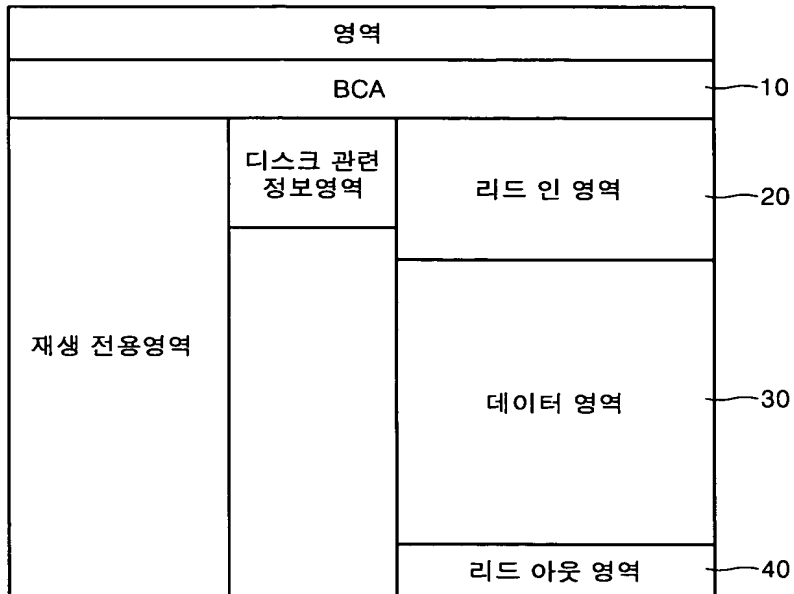 영역
BCA
10
디스크 관련
정보영역
리드 인 영역
20
재생 전용영역
데이터 영역
30
리드 아웃 영역
40